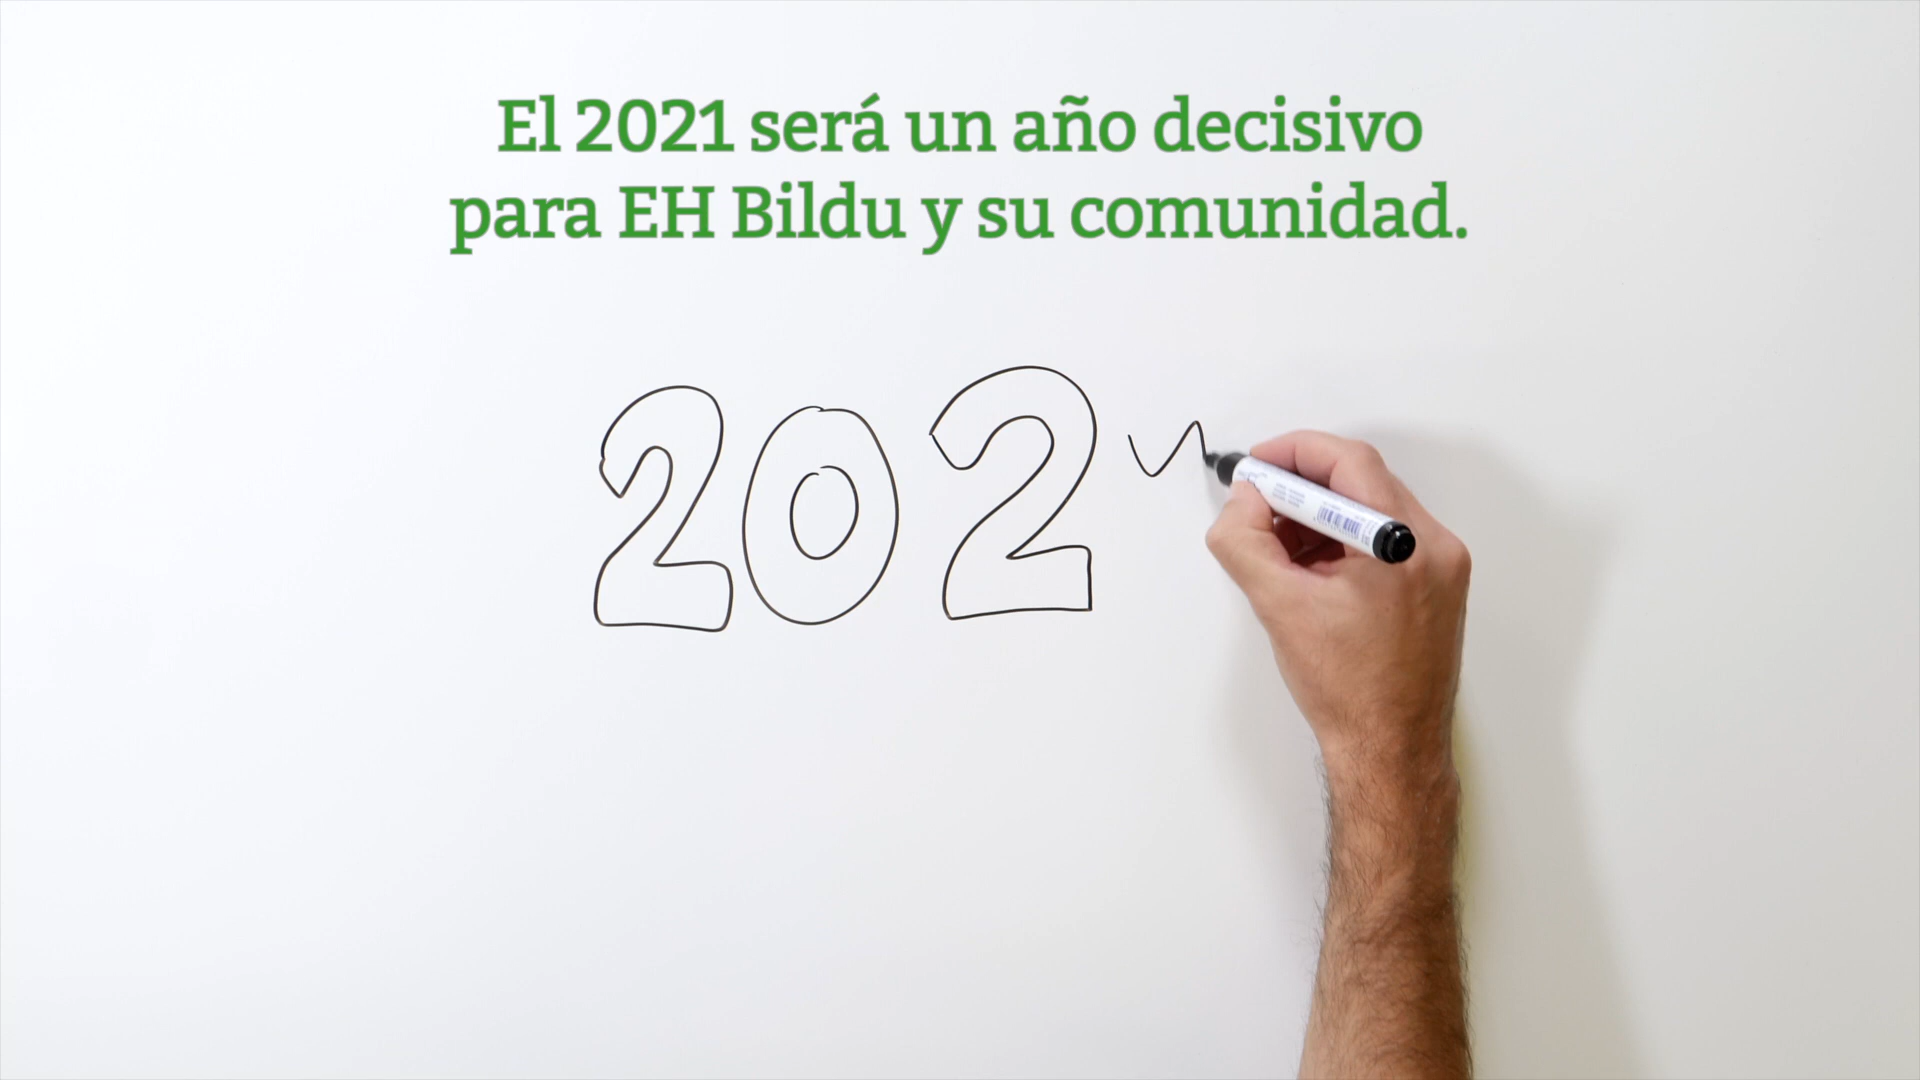 El 2021 será un año decisivo
para EH Bildu y su comunidad.
202